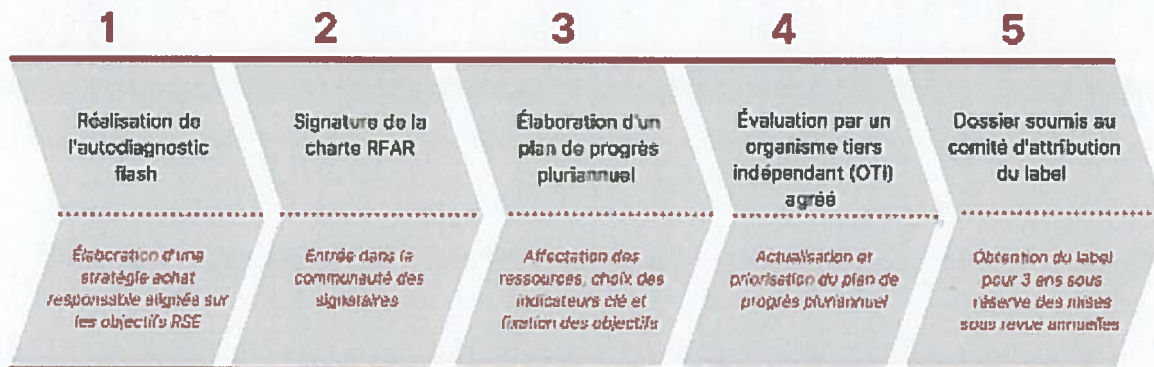 1
2
3
4
5
Réalisation de
l'autodiagnostic
flash
Signature de la
charte RFAR
Élaboration d'un
plan de progrès
pluriannuel
Évaluation par un
organisme tiers
indépendant (OTI)
agréé
Dossier soumis au
comité d'attribution
du label
Élaboration d'une
stratégie achat
responsable alignée sur
les objectifs RSE
Entrée dans la
communauté des
signataires
Affectation des
ressources, choix des
indicateurs clé et
fixation des objectifs
Actualisation et
priorisation du plan de
progrès pluriannuel
Obtention du label
pour 3 ans sous
réserve des mises
sous revue annuelles